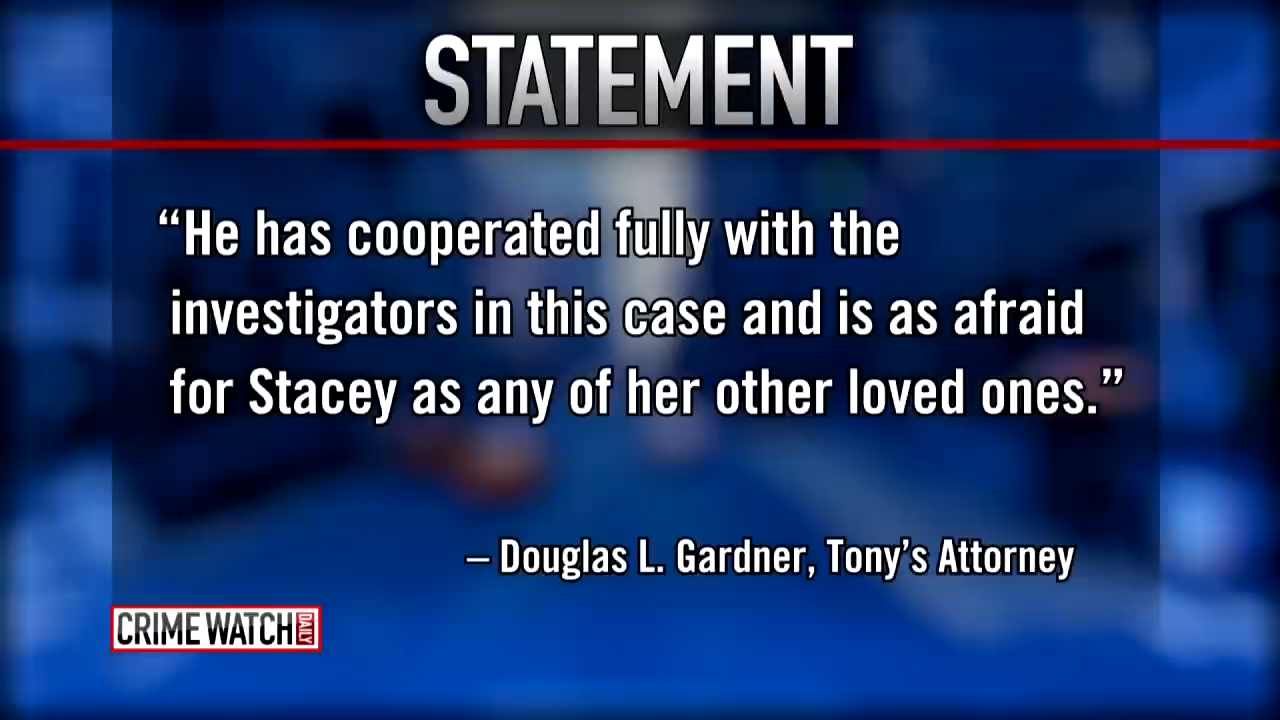 STATEMENT
“He has cooperated fully with the
investigators in this case and is as afraid
for Stacey as any of her other loved ones.”
– Douglas L. Gardner, Tony’s Attorney
CRIME WATCH DAILY